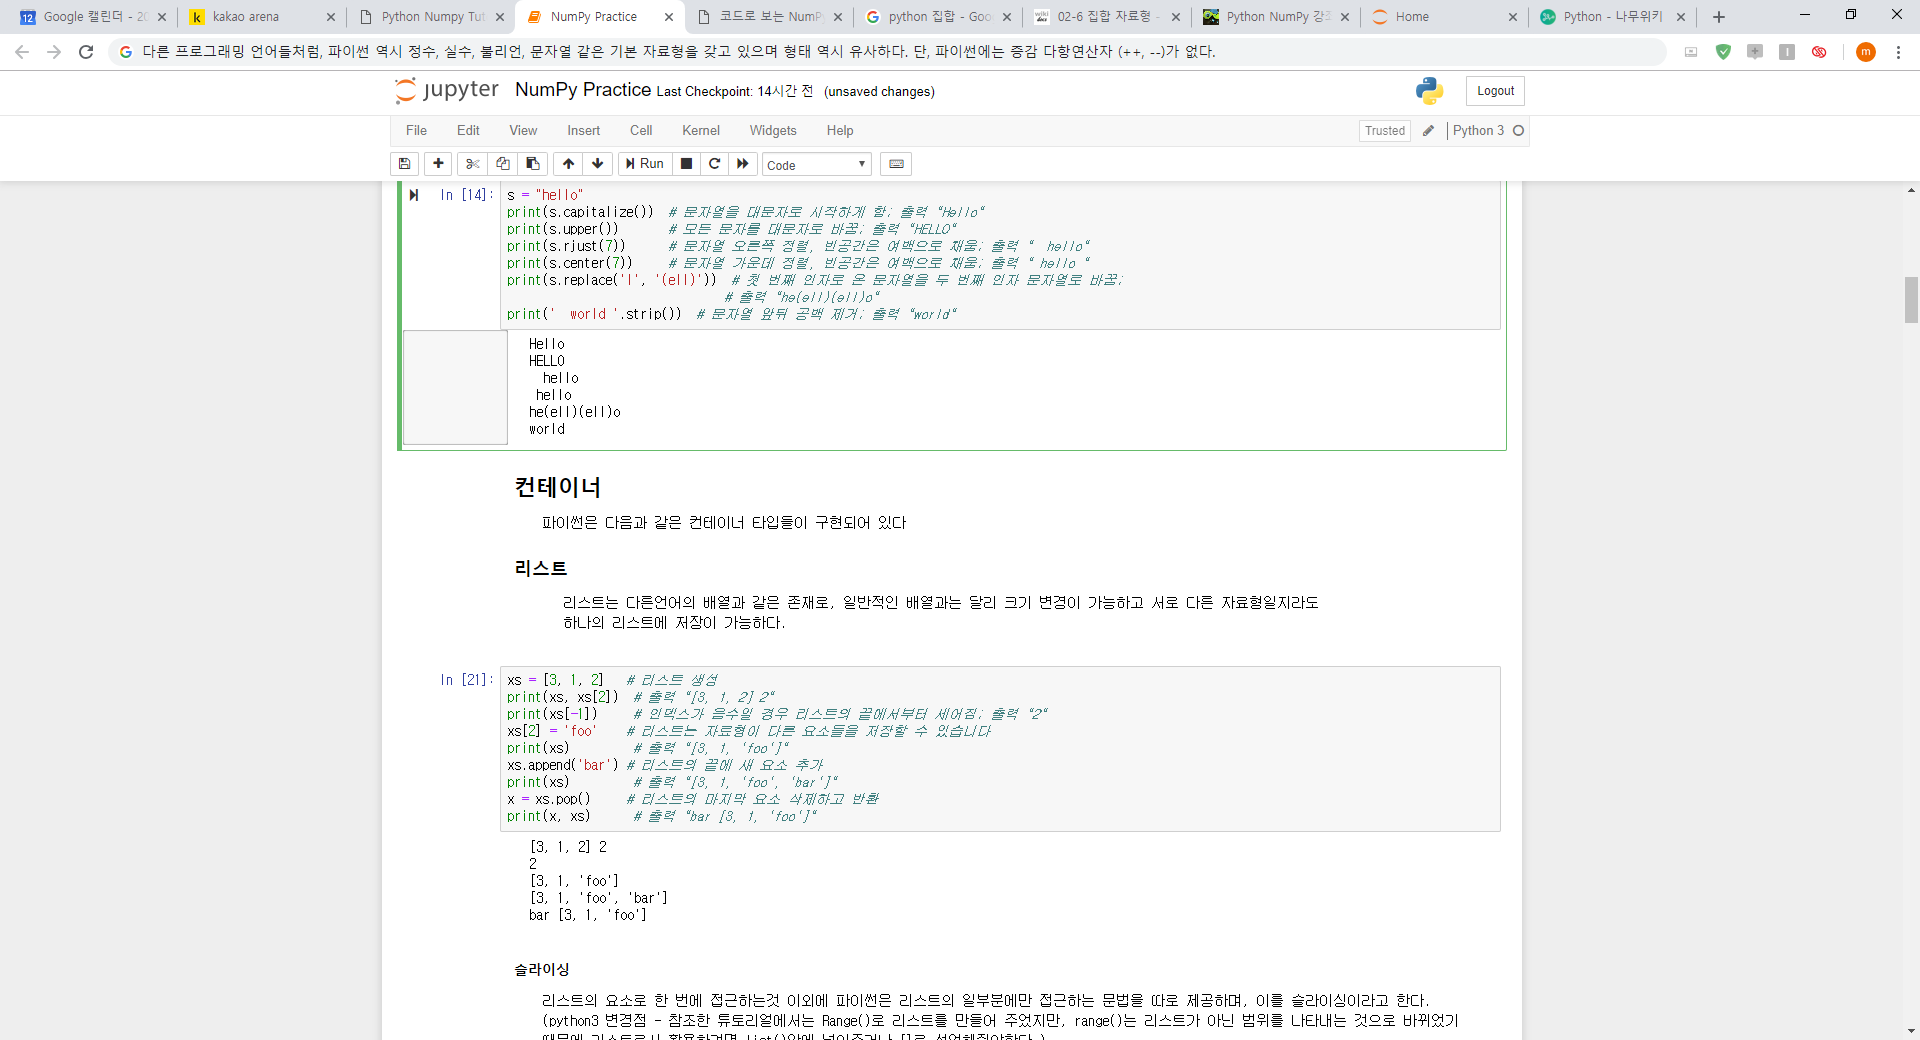 Google 캘린더 - 20
kakao arena
Python Numpy Tut
NumPy Practice
코드로 보는 NumP
python 집합 - Goo
02-6 집합 자료형 -
Python NumPy 강
Home
Python - 나무위키
다른 프로그래밍 언어들처럼, 파이썬 역시 정수, 실수, 불리언, 문자열 같은 기본 자료형을 갖고 있으며 형태 역시 유사하다. 단, 파이썬에는 증감 다항연산자 (++, --)가 없다.
jupyter NumPy Practice Last Checkpoint: 14시간 전 (unsaved changes)
Logout
File Edit View Insert Cell Kernel Widgets Help
Trusted Python 3
Run Code
In [14]: s = "hello"
print(s.capitalize())  # 문자열을 대문자로 시작하게 함; 출력 "Hello"
print(s.upper())       # 모든 문자를 대문자로 바꿈; 출력 "HELLO"
print(s.rjust(7))      # 문자열 오른쪽 정렬, 빈공간은 여백으로 채움; 출력 "  hello"
print(s.center(7))     # 문자열 가운데 정렬, 빈공간은 여백으로 채움; 출력 " hello "
print(s.replace('l', '(ell)'))  # 첫 번째 인자로 온 문자열을 두 번째 인자 문자열로 바꿈;
# 출력 "he(ell)(ell)o"
print('  world '.strip())  # 문자열 앞뒤 공백 제거; 출력 "world"
Hello
HELLO
  hello
 hello
he(ell)(ell)o
world
컨테이너
파이썬은 다음과 같은 컨테이너 타입들이 구현되어 있다
리스트
리스트는 다른언어의 배열과 같은 존재로, 일반적인 배열과는 달리 크기 변경이 가능하고 서로 다른 자료형일지라도
하나의 리스트에 저장이 가능하다.
In [21]: xs = [3, 1, 2]   # 리스트 생성
print(xs, xs[2])  # 출력 "[3, 1, 2] 2"
print(xs[-1])     # 인덱스가 음수일 경우 리스트의 끝에서부터 세어짐; 출력 "2"
xs[2] = 'foo'    # 리스트는 자료형이 다른 요소들을 저장할 수 있습니다
print(xs)         # 출력 "[3, 1, 'foo']"
xs.append('bar') # 리스트의 끝에 새 요소 추가
print(xs)         # 출력 "[3, 1, 'foo', 'bar']"
x = xs.pop()     # 리스트의 마지막 요소 삭제하고 반환
print(x, xs)      # 출력 "bar [3, 1, 'foo']"
[3, 1, 2] 2
2
[3, 1, 'foo']
[3, 1, 'foo', 'bar']
bar [3, 1, 'foo']
슬라이싱
리스트의 요소로 한 번에 접근하는것 이외에 파이썬은 리스트의 일부분에만 접근하는 문법을 따로 제공하며, 이를 슬라이싱이라고 한다.
(python3 변경점 - 참조한 튜토리얼에서는 Range()로 리스트를 만들어 주었지만, range()는 리스트가 아닌 범위를 나타내는 것으로 바뀌었기